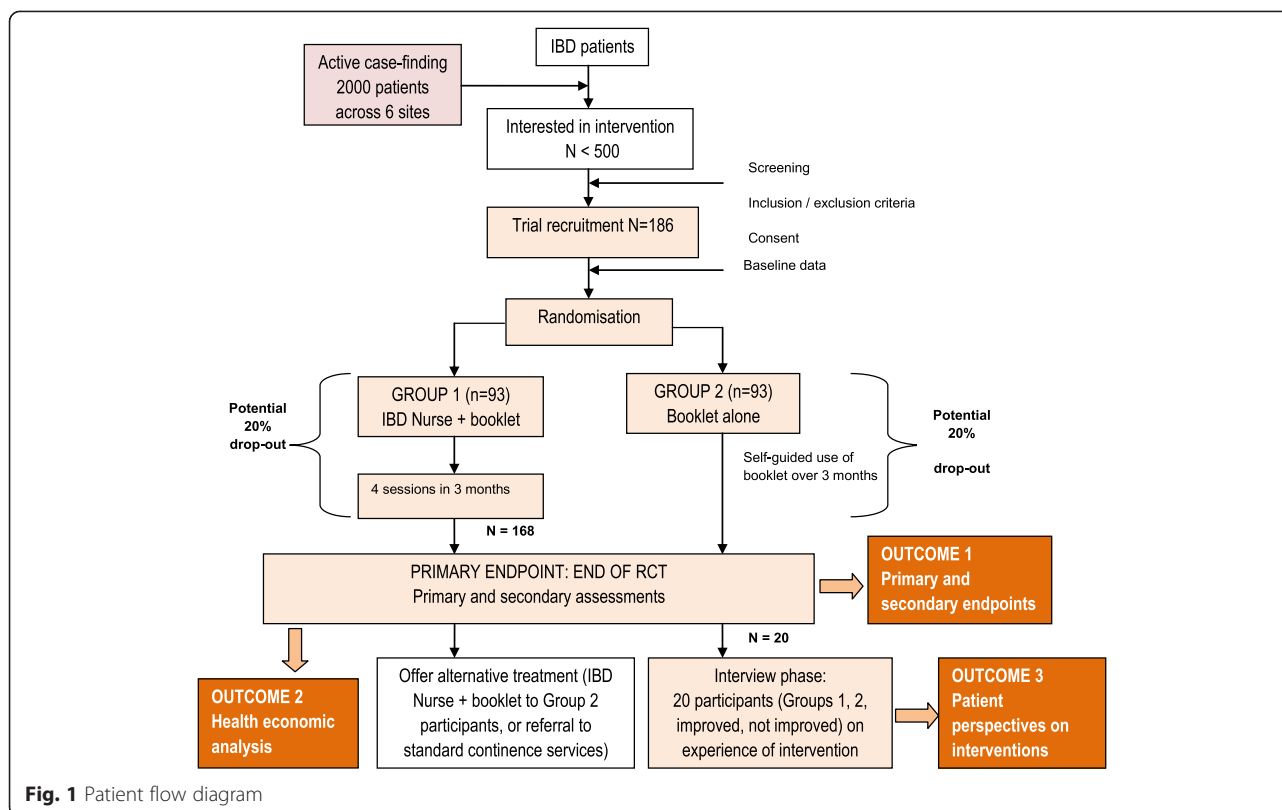 IBD patients
Active case-finding
2000 patients
across 6 sites
Interested in intervention
N < 500
Screening
Inclusion / exclusion criteria
Consent
Baseline data
Trial recruitment N=186
Randomisation
Potential
20%
drop-out
GROUP 1 (n=93)
IBD Nurse + booklet
GROUP 2 (n=93)
Booklet alone
Potential
20%
drop-out
4 sessions in 3 months
Self-guided use of
booklet over 3 months
N = 168
PRIMARY ENDPOINT: END OF RCT
Primary and secondary assessments
OUTCOME 1
Primary and
secondary endpoints
N = 20
OUTCOME 2
Health economic
analysis
Offer alternative treatment (IBD
Nurse + booklet to Group 2
participants, or referral to
standard continence services)
Interview phase:
20 participants (Groups 1, 2,
improved, not improved) on
experience of intervention
OUTCOME 3
Patient
perspectives on
interventions
Fig. 1 Patient flow diagram